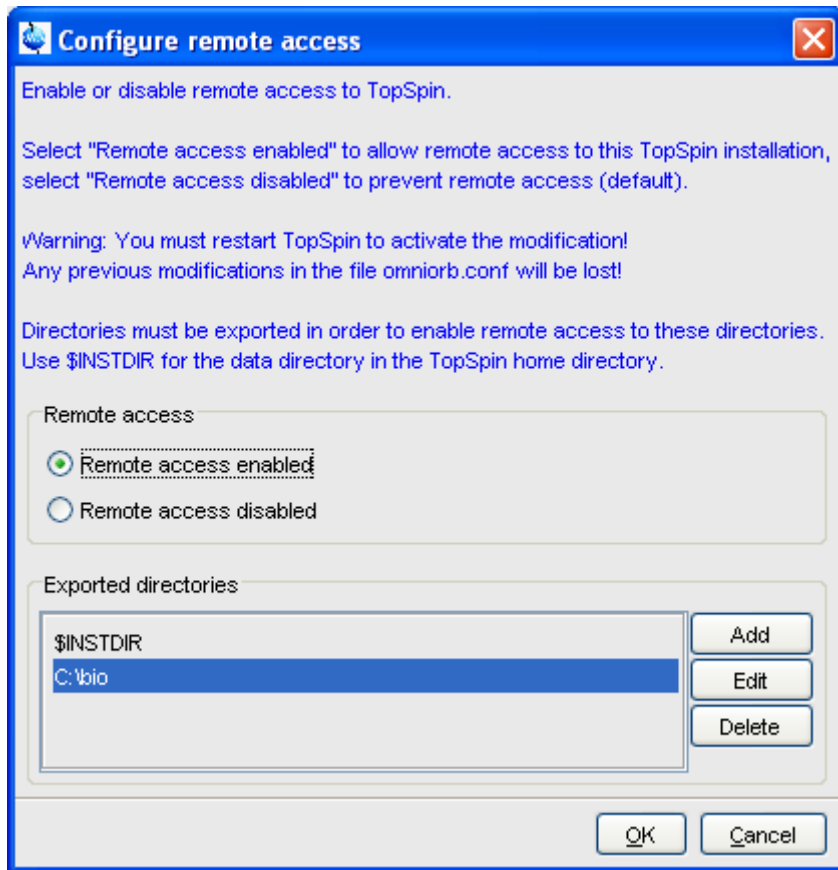 Configure remote access
Enable or disable remote access to TopSpin.
Select "Remote access enabled" to allow remote access to this TopSpin installation,
select "Remote access disabled" to prevent remote access (default).
Warning: You must restart TopSpin to activate the modification!
Any previous modifications in the file omniorb.conf will be lost!
Directories must be exported in order to enable remote access to these directories.
Use $INSTDIR for the data directory in the TopSpin home directory.
Remote access
Remote access enabled
Remote access disabled
Exported directories
$INSTDIR
C:\bio
Add
Edit
Delete
OK
Cancel